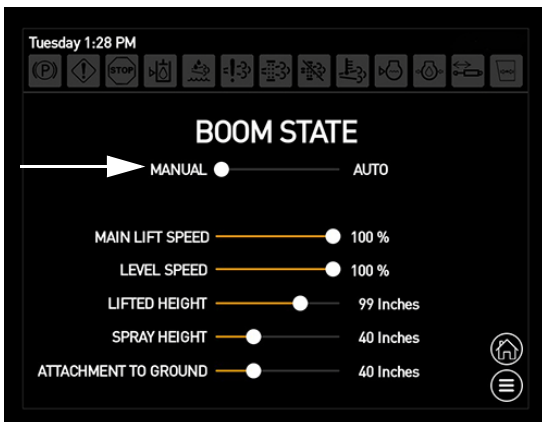 Tuesday 1:28 PM
(P) STOP
BOOM STATE
MANUAL AUTO
MAIN LIFT SPEED 100 %
LEVEL SPEED 100 %
LIFTED HEIGHT 99 Inches
SPRAY HEIGHT 40 Inches
ATTACHMENT TO GROUND 40 Inches